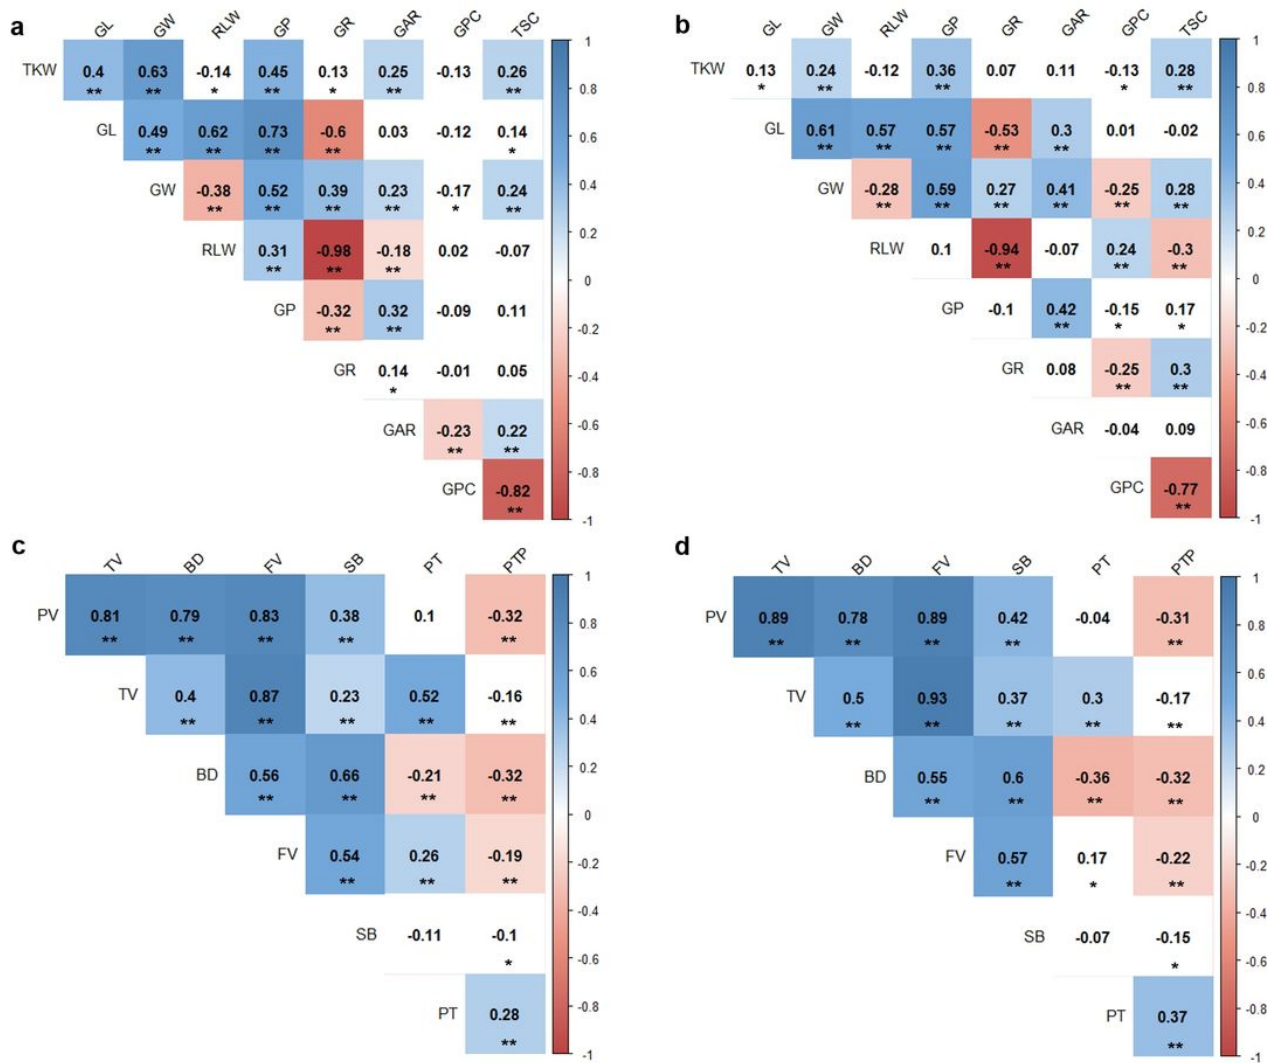 a
GL GW RLW GP GR GAR GPC TSC
TKW 0.4 0.63 -0.14 0.45 0.13 0.25 -0.13 0.26
** ** * ** * ** **
GL 0.49 0.62 0.73 -0.6 0.03 -0.12 0.14
** ** ** ** *
GW -0.38 0.52 0.39 0.23 -0.17 0.24
** ** ** ** * **
RLW 0.31 -0.98 -0.18 0.02 -0.07
** ** **
GP -0.32 0.32 -0.09 0.11
** **
GR 0.14 -0.01 0.05
*
GAR -0.23 0.22
** **
GPC -0.82
**
1
0.8
0.6
0.4
0.2
0
-0.2
-0.4
-0.6
-0.8
-1
b
GL GW RLW GP GR GAR GPC TSC
TKW 0.13 0.24 -0.12 0.36 0.07 0.11 -0.13 0.28
* ** ** * **
GL 0.61 0.57 0.57 -0.53 0.3 0.01 -0.02
** ** ** ** **
GW -0.28 0.59 0.27 0.41 -0.25 0.28
** ** ** ** ** **
RLW 0.1 -0.94 -0.07 0.24 -0.3
** ** **
GP -0.1 0.42 -0.15 0.17
** * *
GR 0.08 -0.25 0.3
** **
GAR -0.04 0.09
GPC -0.77
**
1
0.8
0.6
0.4
0.2
0
-0.2
-0.4
-0.6
-0.8
-1
c
TV BD FV SB PT PTP
PV 0.81 0.79 0.83 0.38 0.1 -0.32
** ** ** ** **
TV 0.4 0.87 0.23 0.52 -0.16
** ** ** ** **
BD 0.56 0.66 -0.21 -0.32
** ** ** **
FV 0.54 0.26 -0.19
** ** **
SB -0.11 -0.1
*
PT 0.28
**
1
0.8
0.6
0.4
0.2
0
-0.2
-0.4
-0.6
-0.8
-1
d
TV BD FV SB PT PTP
PV 0.89 0.78 0.89 0.42 -0.04 -0.31
** ** ** ** **
TV 0.5 0.93 0.37 0.3 -0.17
** ** ** ** **
BD 0.55 0.6 -0.36 -0.32
** ** ** **
FV 0.57 0.17 -0.22
** * **
SB -0.07 -0.15
*
PT 0.37
**
1
0.8
0.6
0.4
0.2
0
-0.2
-0.4
-0.6
-0.8
-1